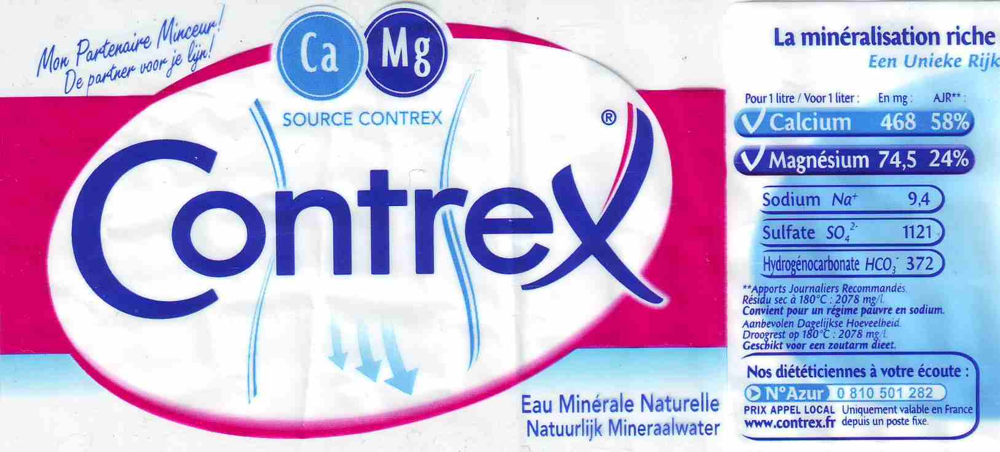 Mon Partenaire Minceur!
De partner voor je lijn!
Ca Mg
SOURCE CONTREX
Contrex ®
Eau Minérale Naturelle
Natuurlijk Mineraalwater
La minéralisation riche
Een Unieke Rijk
Pour 1 litre / Voor 1 liter : En mg : AJR** :
Calcium 468 58%
Magnésium 74,5 24%
Sodium Na⁺ 9,4
Sulfate SO₄²⁻ 1121
Hydrogénocarbonate HCO₃⁻ 372
**Apports Journaliers Recommandés.
Résidu sec à 180°C : 2078 mg/l.
Convient pour un régime pauvre en sodium.
Aanbevolen Dagelijkse Hoeveelheid.
Droogrest op 180°C : 2078 mg/l.
Geschikt voor een zoutarm dieet.
Nos diététiciennes à votre écoute :
N°Azur 0 810 501 282
PRIX APPEL LOCAL Uniquement valable en France
www.contrex.fr depuis un poste fixe.